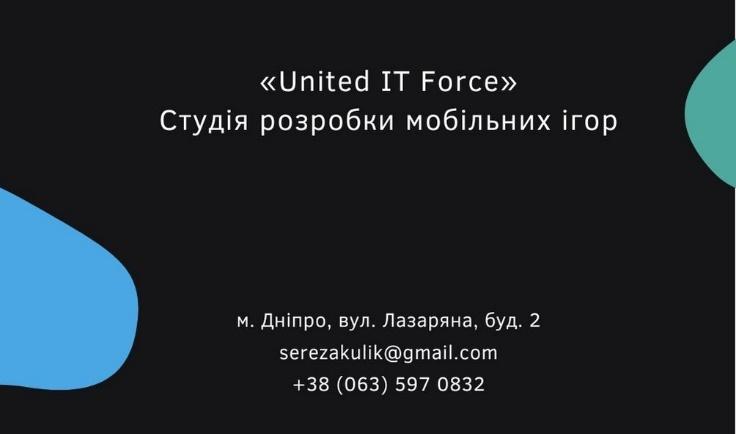 «United IT Force»
Студія розробки мобільних ігор
м. Дніпро, вул. Лазаряна, буд. 2
serezakulik@gmail.com
+38 (063) 597 0832